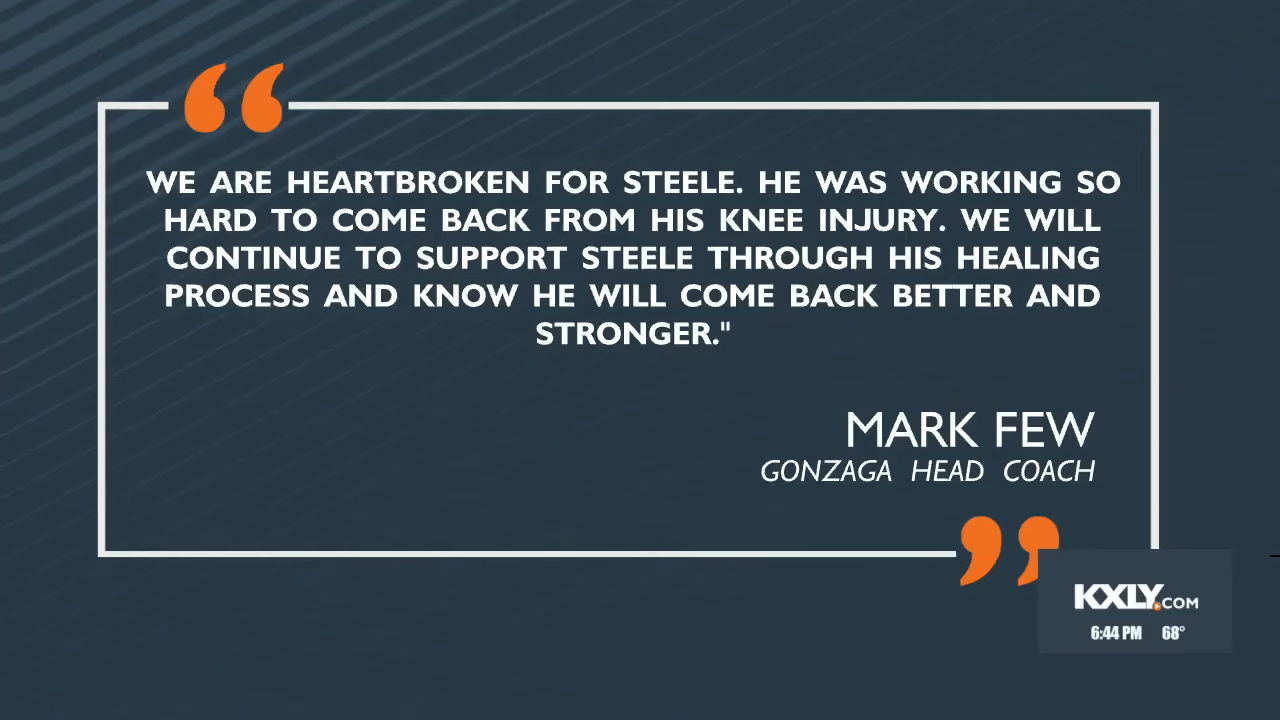 WE ARE HEARTBROKEN FOR STEELE. HE WAS WORKING SO
HARD TO COME BACK FROM HIS KNEE INJURY. WE WILL
CONTINUE TO SUPPORT STEELE THROUGH HIS HEALING
PROCESS AND KNOW HE WILL COME BACK BETTER AND
STRONGER."
MARK FEW
GONZAGA HEAD COACH
KXLY.COM
6:44 PM 68°